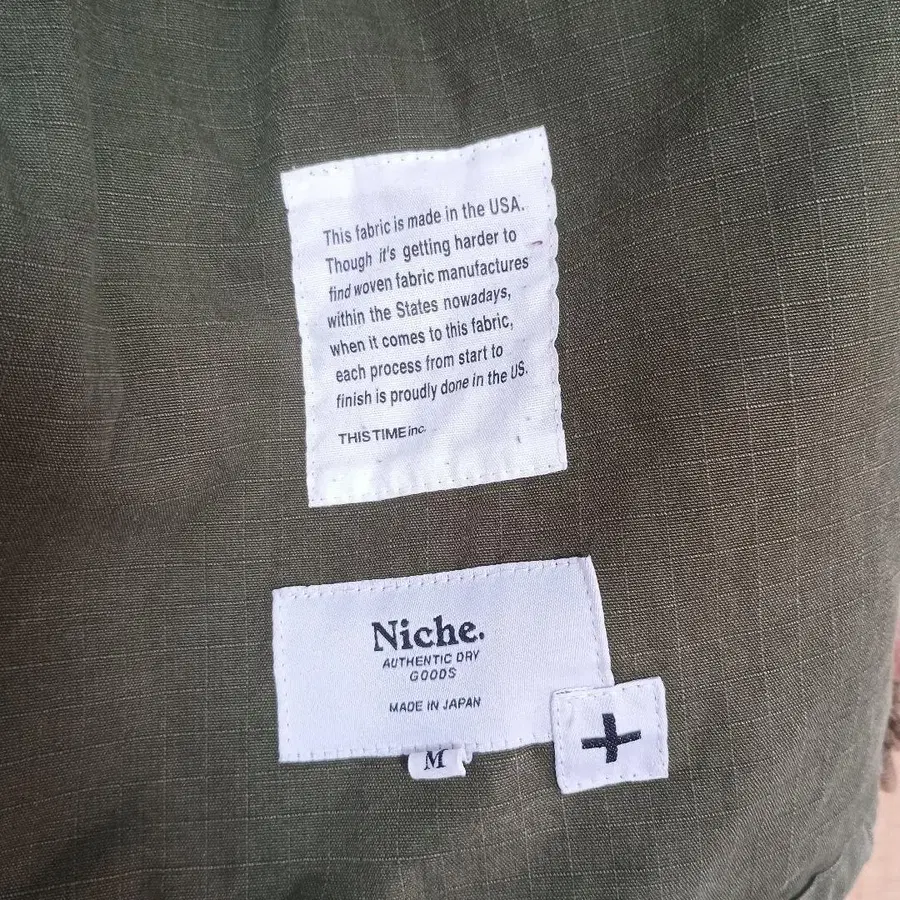 This fabric is made in the USA.
Though it's getting harder to
find woven fabric manufactures
within the States nowadays,
when it comes to this fabric,
each process from start to
finish is proudly done in the US.
THISTIME inc.
Niche.
AUTHENTIC DRY
GOODS
MADE IN JAPAN
M